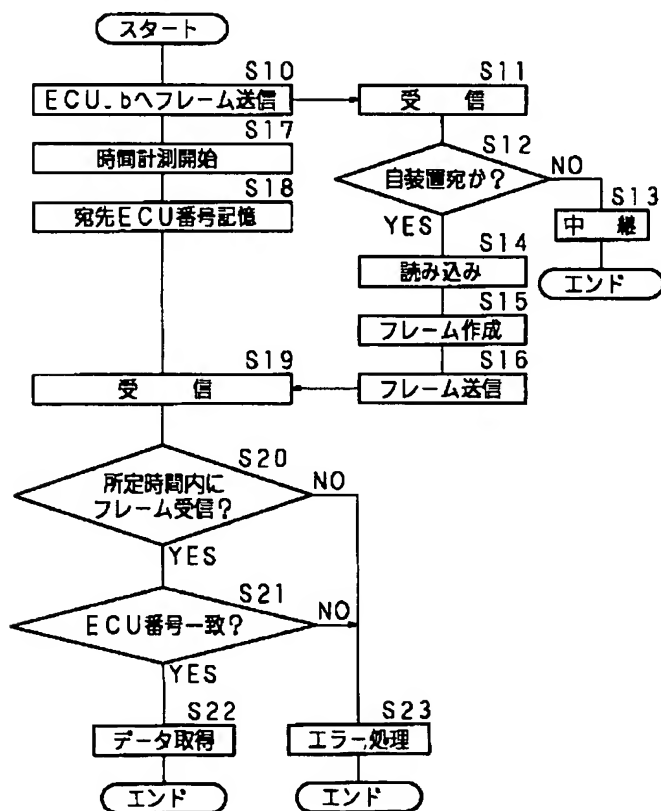 スタート
S10
ECU_bへフレーム送信
S11
受 信
S17
時間計測開始
S12
自装置宛か?
NO
YES
S13
中 継
エンド
S18
宛先ECU番号記憶
S14
読み込み
S15
フレーム作成
S16
フレーム送信
S19
受 信
S20
所定時間内に
フレーム受信?
NO
YES
S21
ECU番号一致?
NO
YES
S22
データ取得
エンド
S23
エラー処理
エンド